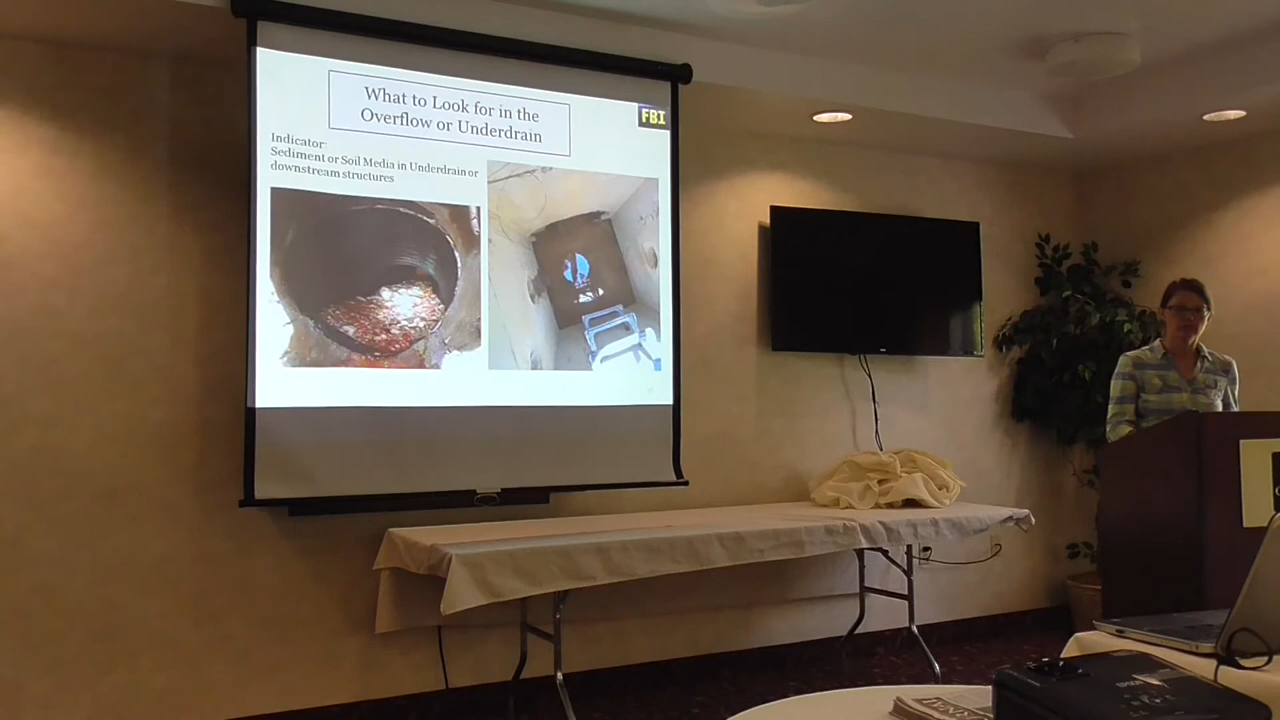 What to Look for in the
Overflow or Underdrain
FBI
Indicator:
Sediment or Soil Media in Underdrain or
downstream structures
EPSON